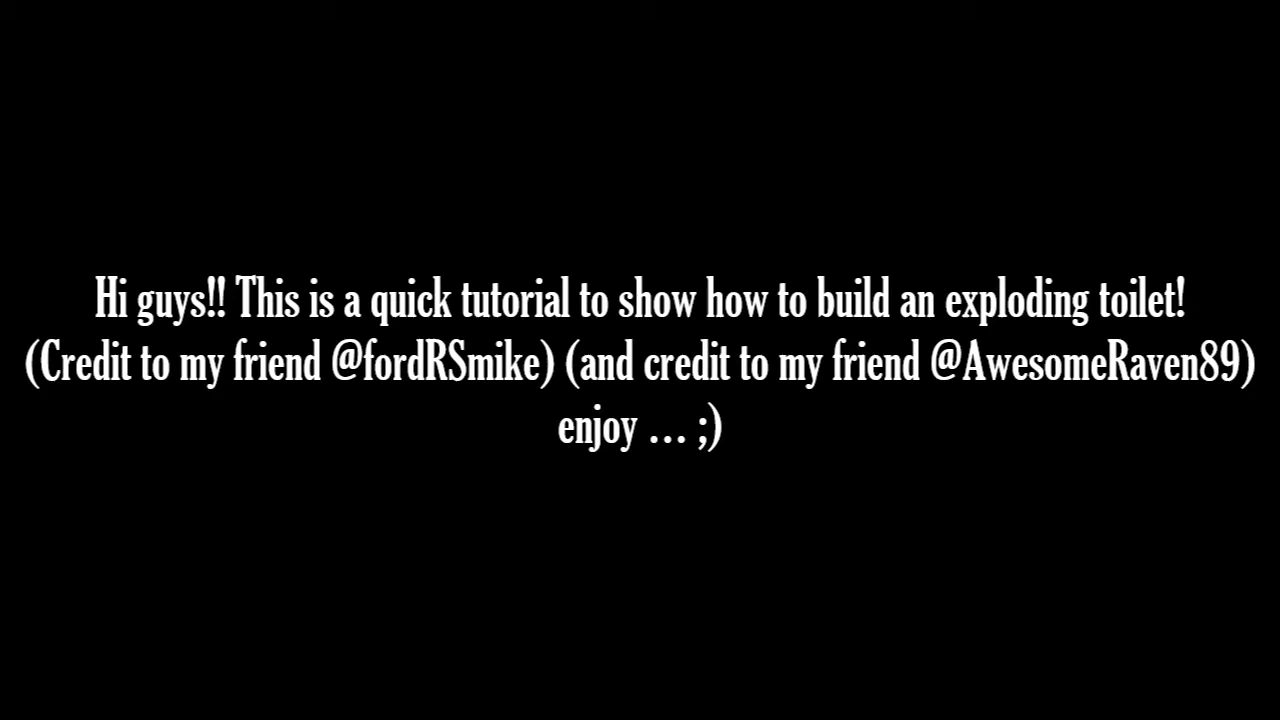 Hi guys!! This is a quick tutorial to show how to build an exploding toilet!
(Credit to my friend @fordRSmike) (and credit to my friend @AwesomeRaven89)
enjoy ... ;)